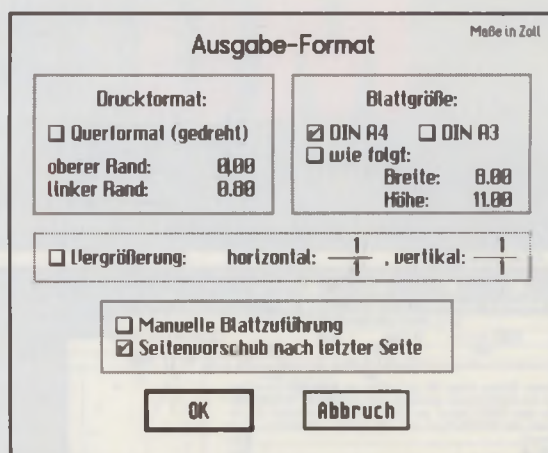 Maße in Zoll
Ausgabe-Format
Druckformat:
Querformat (gedreht)
oberer Rand: 0,00
linker Rand: 0.80
Blattgröße:
DIN A4 DIN A3
wie folgt:
Breite: 8.00
Höhe: 11.00
Vergrößerung: horizontal: 1/1 , vertikal: 1/1
Manuelle Blattzuführung
Seitenvorschub nach letzter Seite
OK Abbruch